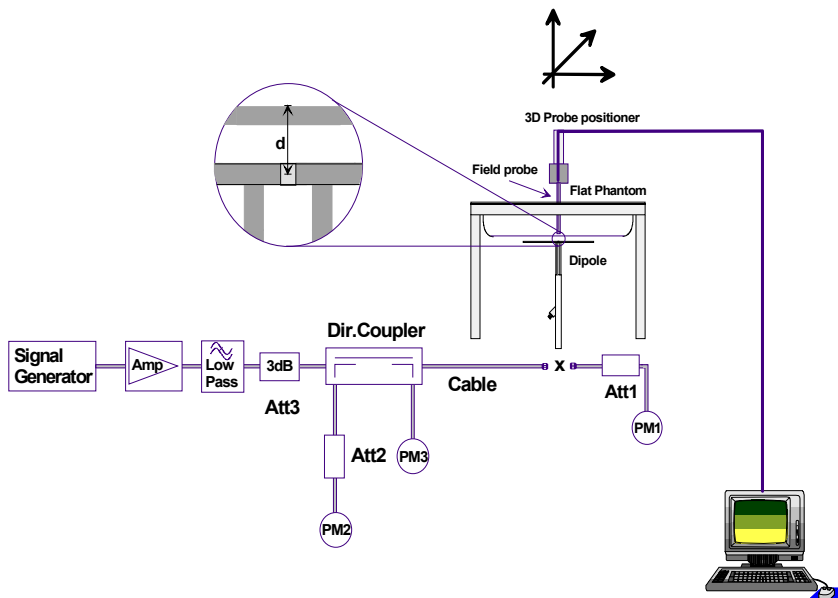 3D Probe positioner
d
Field probe
Flat Phantom
Dipole
Dir.Coupler
Signal
Generator
Amp
Low
Pass
3dB
Att3
Cable
x
Att1
PM1
Att2
PM3
PM2